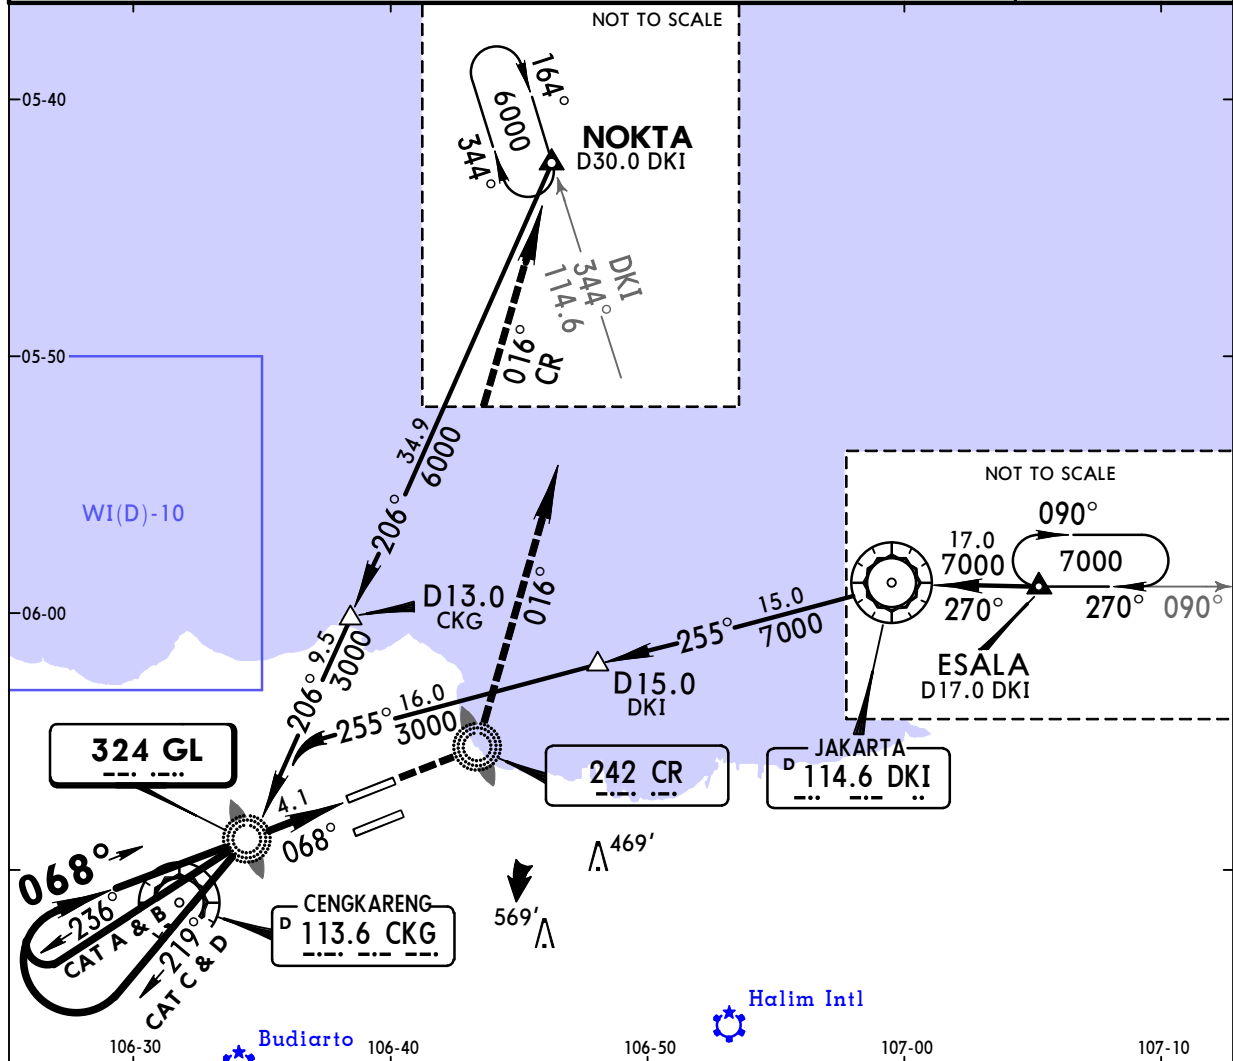 NOT TO SCALE
05-40
164°
6000
344°
NOKTA
D30.0 DKI
DKI
344°
114.6
016°
CR
05-50
34.9
6000
206°
WI(D)-10
NOT TO SCALE
090°
17.0
7000
7000
270°
270°
090°
ESALA
D17.0 DKI
06-00
D13.0
CKG
016°
15.0
7000
255°
9.5
3000
206°
D15.0
DKI
16.0
3000
255°
324 GL
242 CR
JAKARTA
D
114.6 DKI
4.1
068°
469'
569'
068°
236°
CAT A & B
219°
CAT C & D
CENGKARENG
D
113.6 CKG
Halim Intl
Budiarto
106-30
106-40
106-50
107-00
107-10